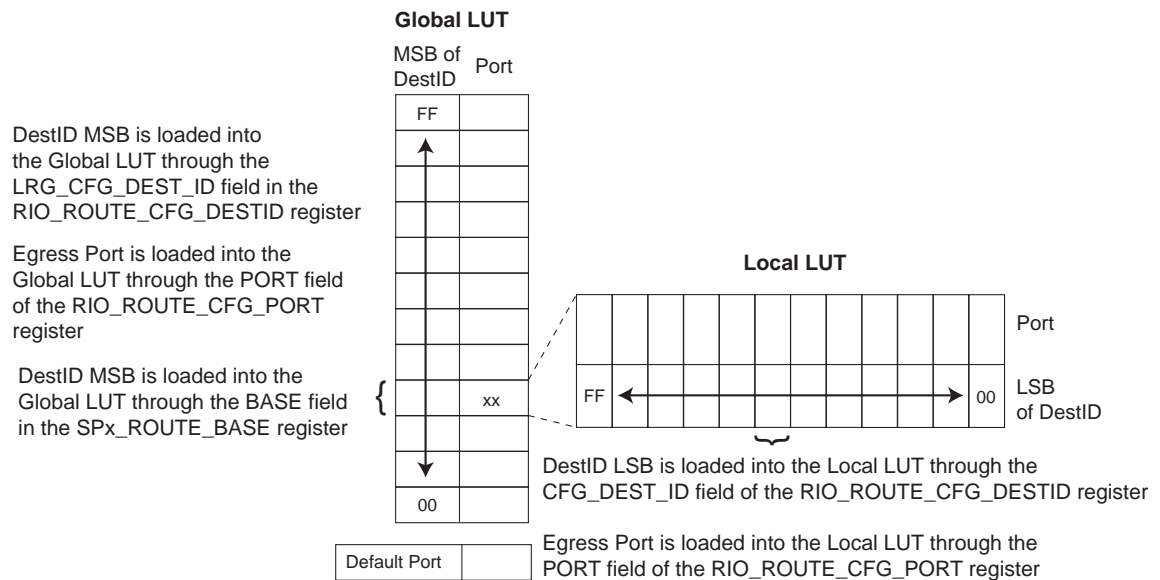 Global LUT
MSB of
DestID
Port
FF
DestID MSB is loaded into
the Global LUT through the
LRG_CFG_DEST_ID field in the
RIO_ROUTE_CFG_DESTID register
Egress Port is loaded into the
Global LUT through the PORT field
of the RIO_ROUTE_CFG_PORT
register
DestID MSB is loaded into the
Global LUT through the BASE field
in the SPx_ROUTE_BASE register
{
xx
00
Default Port
Local LUT
Port
FF
00
LSB
of DestID
DestID LSB is loaded into the Local LUT through the
CFG_DEST_ID field of the RIO_ROUTE_CFG_DESTID register
Egress Port is loaded into the Local LUT through the
PORT field of the RIO_ROUTE_CFG_PORT register